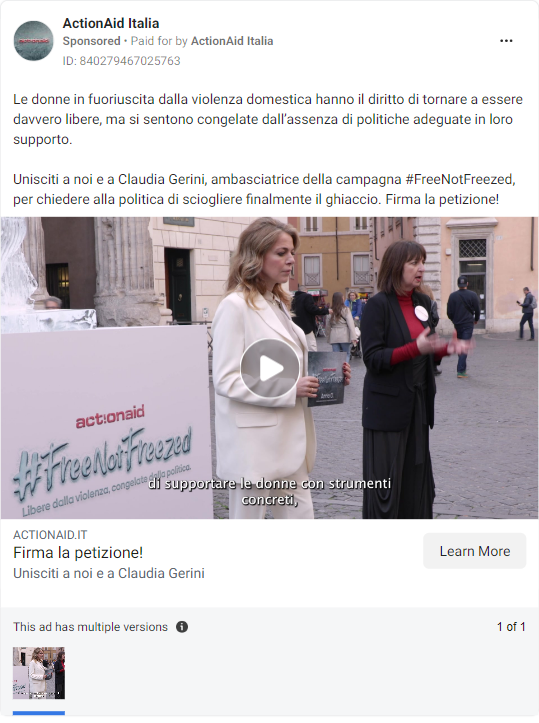 ActionAid Italia
Sponsored • Paid for by ActionAid Italia
ID: 840279467025763
Le donne in fuoriuscita dalla violenza domestica hanno il diritto di tornare a essere
davvero libere, ma si sentono congelate dall'assenza di politiche adeguate in loro
supporto.
Unisciti a noi e a Claudia Gerini, ambasciatrice della campagna #FreeNotFreezed,
per chiedere alla politica di sciogliere finalmente il ghiaccio. Firma la petizione!
act:onaid
#FreeNotFreezed
Libere dalla violenza, congelate dalla politica.
di supportare le donne con strumenti
concreti,
ACTIONAID.IT
Firma la petizione!
Unisciti a noi e a Claudia Gerini
Learn More
This ad has multiple versions
1 of 1